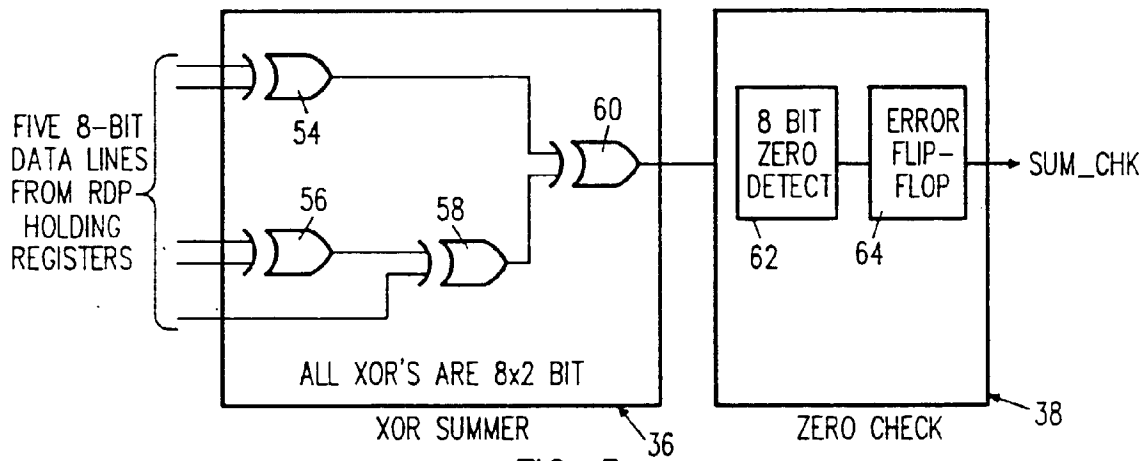 FIVE 8-BIT
DATA LINES
FROM RDP
HOLDING
REGISTERS
54
56
58
60
ALL XOR'S ARE 8x2 BIT
XOR SUMMER
36
8 BIT
ZERO
DETECT
62
ERROR
FLIP-
FLOP
64
SUM_CHK
ZERO CHECK
38